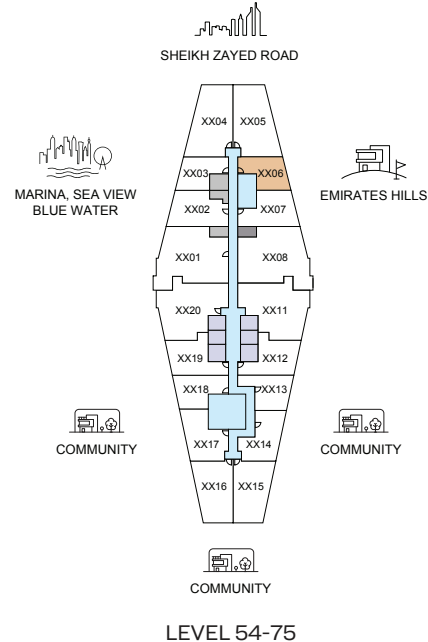 SHEIKH ZAYED ROAD
XX04 XX05
XX03 XX06
MARINA, SEA VIEW
BLUE WATER
EMIRATES HILLS
XX02 XX07
XX01 XX08
XX20 XX11
XX19 XX12
XX18 XX13
COMMUNITY
XX17 XX14
COMMUNITY
XX16 XX15
COMMUNITY
LEVEL 54-75